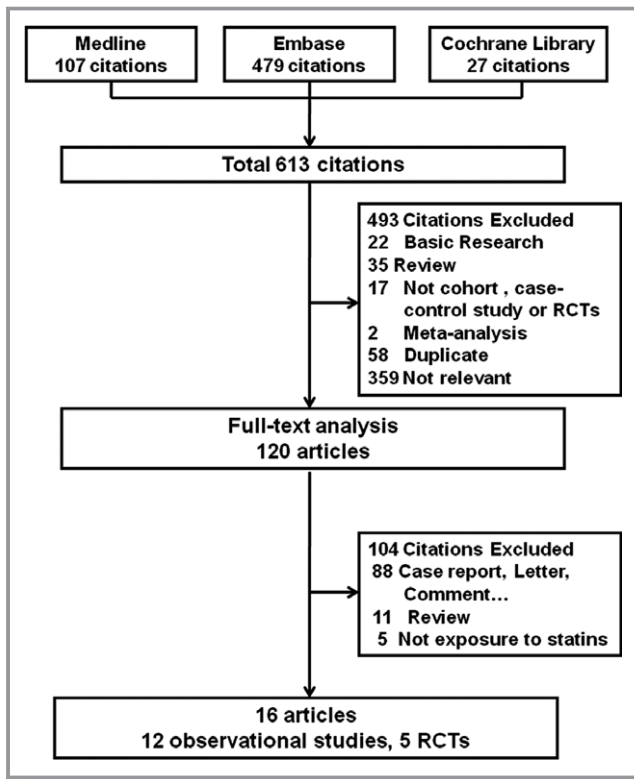 Medline
107 citations
Embase
479 citations
Cochrane Library
27 citations
Total 613 citations
493 Citations Excluded
22 Basic Research
35 Review
17 Not cohort , case-
control study or RCTs
2 Meta-analysis
58 Duplicate
359 Not relevant
Full-text analysis
120 articles
104 Citations Excluded
88 Case report, Letter,
Comment...
11 Review
5 Not exposure to statins
16 articles
12 observational studies, 5 RCTs